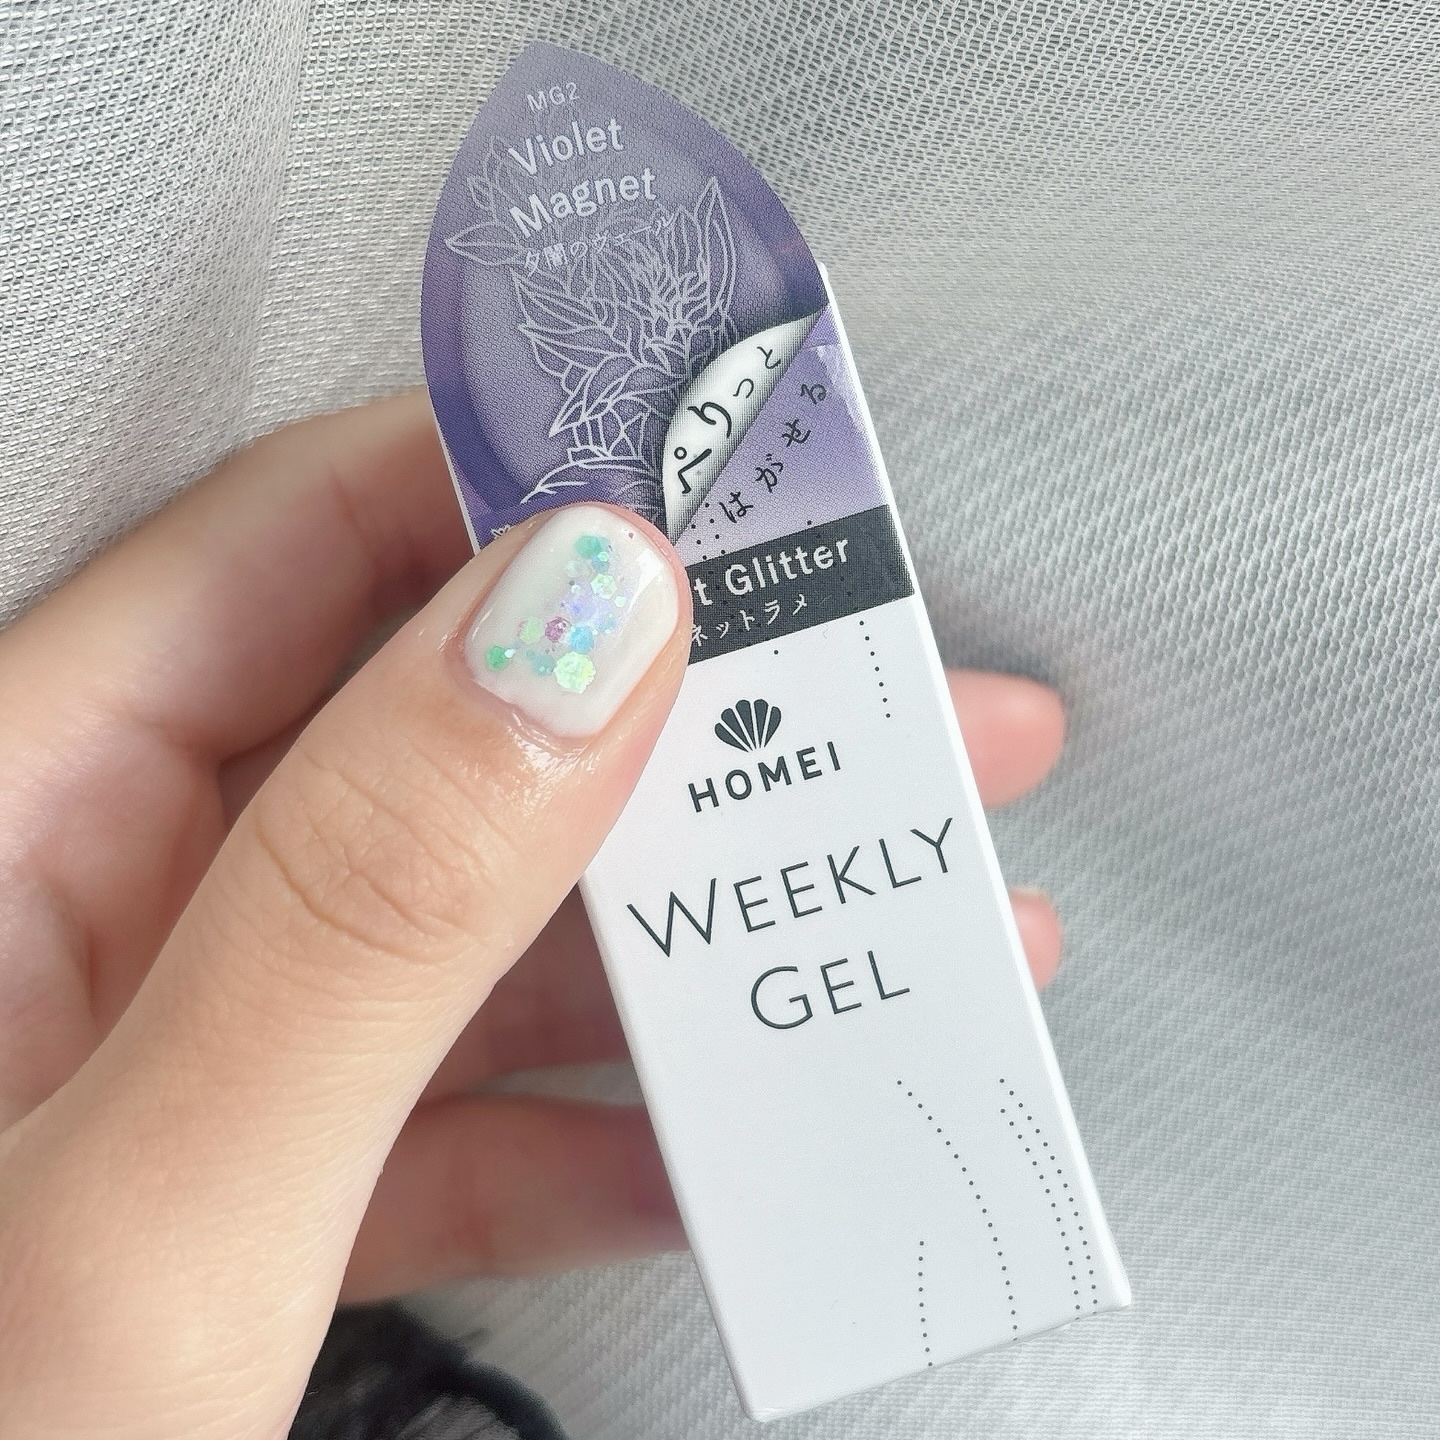 MG2
Violet
Magnet
夕闇のヴェール
ぺりっと
はがせる
t Glitter
ネットラメ
HOMEI
WEEKLY
GEL